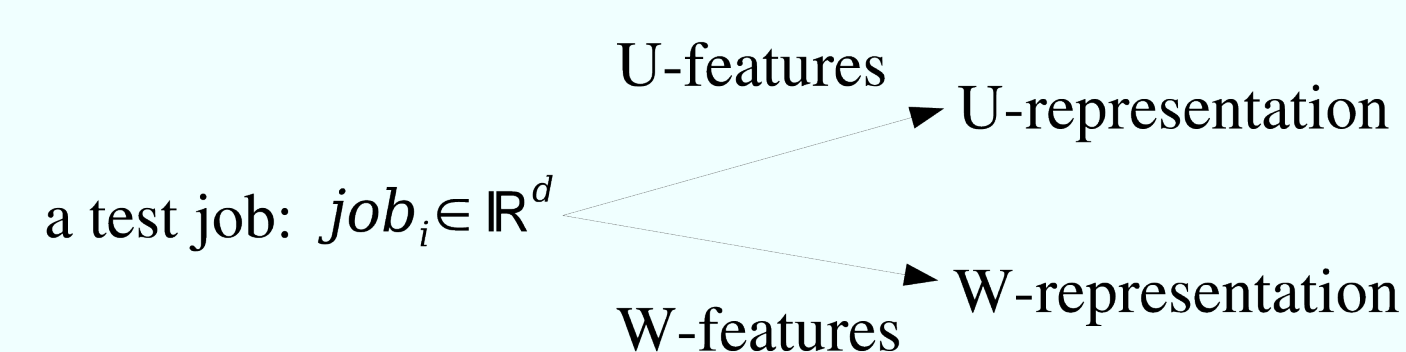 U-features
U-representation
a test job: job_i ∈ ℝ^d
W-representation
W-features